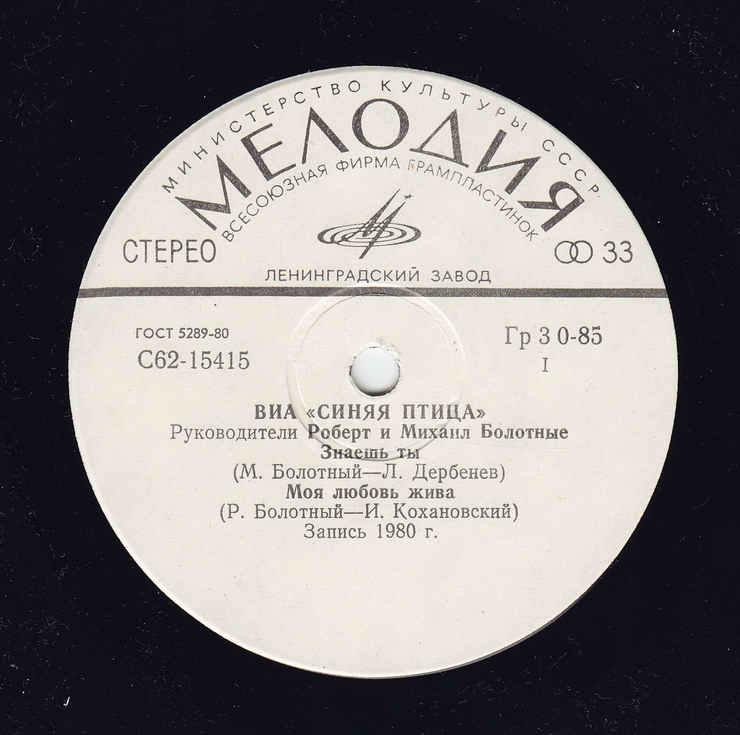 МИНИСТЕРСТВО КУЛЬТУРЫ СССР
МЕЛОДИЯ
ВСЕСОЮЗНАЯ ФИРМА ГРАМПЛАСТИНОК
СТЕРЕО
33
ЛЕНИНГРАДСКИЙ ЗАВОД
ГОСТ 5289-80
С62-15415
Гр 3 0-85
I
ВИА «СИНЯЯ ПТИЦА»
Руководители Роберт и Михаил Болотные
Знаешь ты
(М. Болотный—Л. Дербенев)
Моя любовь жива
(Р. Болотный—И. Кохановский)
Запись 1980 г.